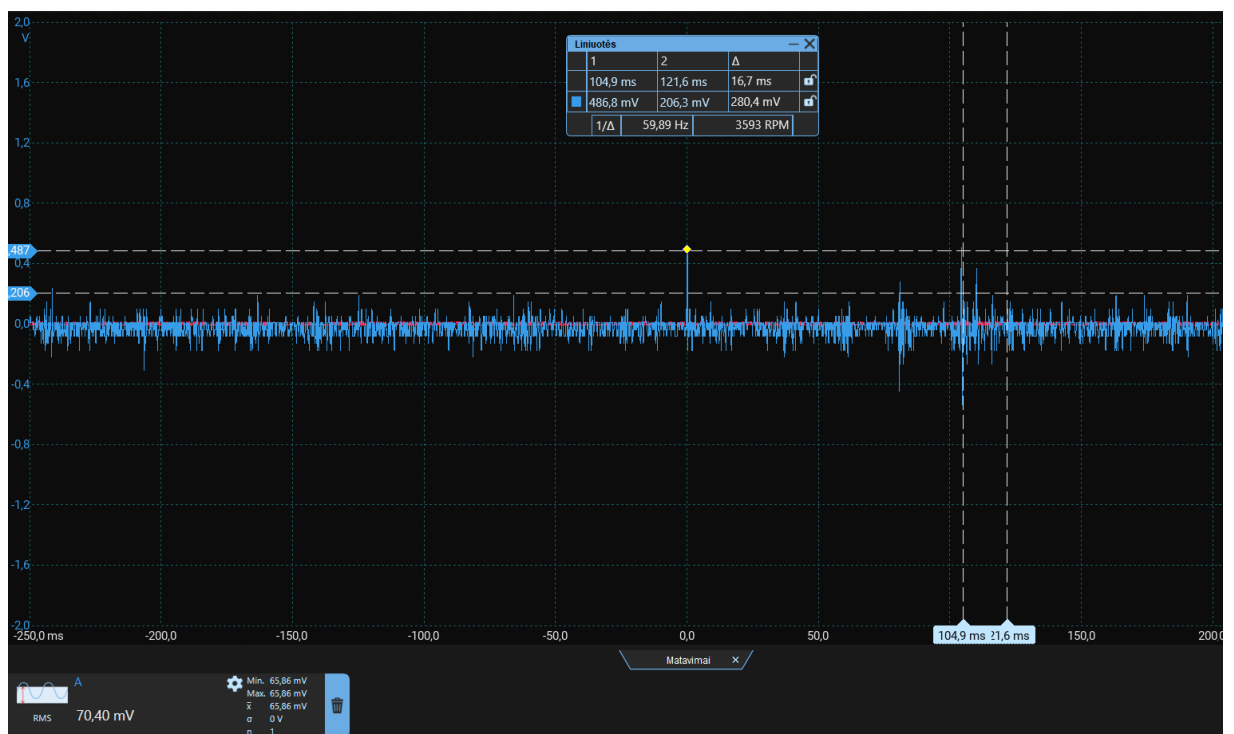 2,0
V
1,6
1,2
0,8
,487
0,4
,206
0,0
-0,4
-0,8
-1,2
-1,6
-2,0
Liniuotės
1 2 Δ
104,9 ms 121,6 ms 16,7 ms
486,8 mV 206,3 mV 280,4 mV
1/Δ 59,89 Hz 3593 RPM
-250,0 ms -200,0 -150,0 -100,0 -50,0 0,0 50,0 104,9 ms 21,6 ms 150,0 200,0
Matavimai
A
RMS
70,40 mV
Min. 65,86 mV
Max. 65,86 mV
x̄ 65,86 mV
σ 0 V
n 1